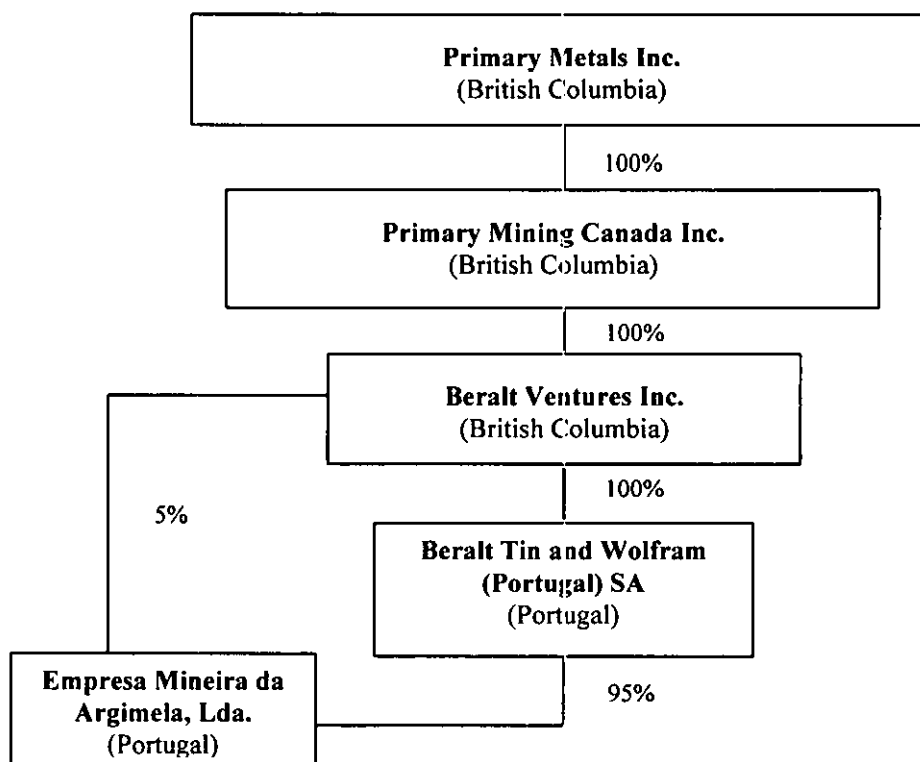 Primary Metals Inc.
(British Columbia)
100%
Primary Mining Canada Inc.
(British Columbia)
100%
Beralt Ventures Inc.
(British Columbia)
100%
5%
Beralt Tin and Wolfram
(Portugal) SA
(Portugal)
95%
Empresa Mineira da
Argimela, Lda.
(Portugal)